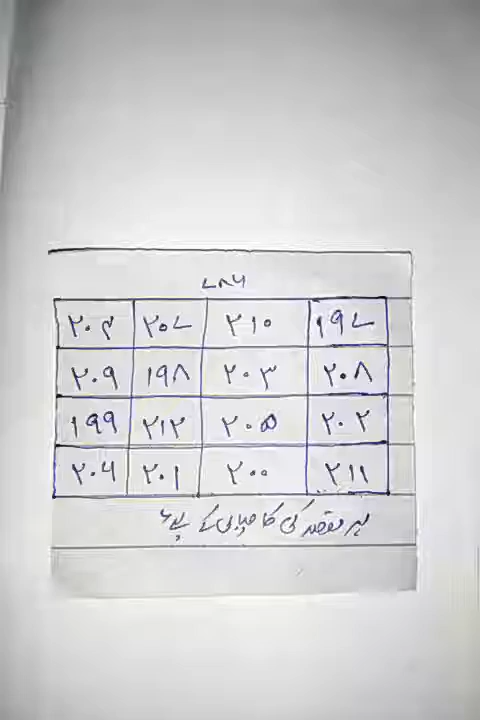 ۷۸۶
۲۰۴ ۲۰۷ ۲۱۰ ۱۹۷
۲۰۹ ۱۹۸ ۲۰۳ ۲۰۸
۱۹۹ ۲۱۲ ۲۰۵ ۲۰۲
۲۰۶ ۲۰۱ ۲۰۰ ۲۱۱
ہر مقصد کی کامیابی کے لیے